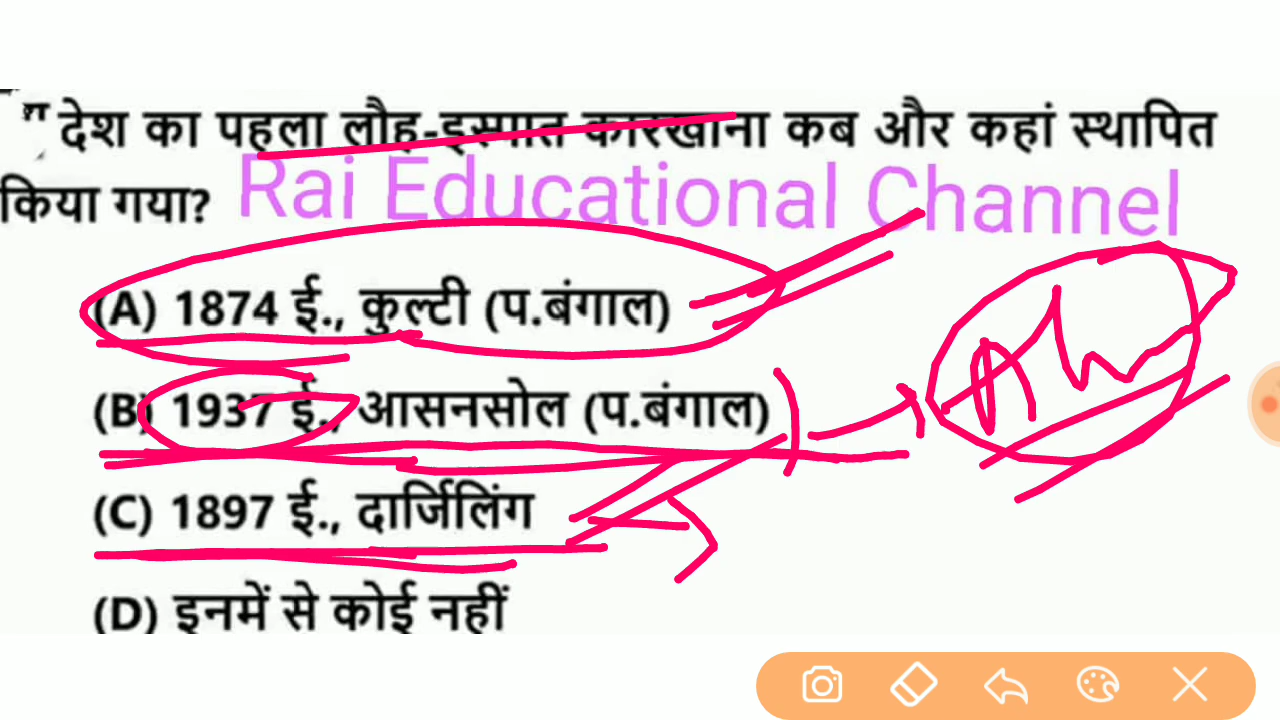 देश का पहला लौह-इस्पात कारखाना कब और कहां स्थापित
किया गया?
Rai Educational Channel
(A) 1874 ई., कुल्टी (प.बंगाल)
(B) 1937 ई., आसनसोल (प.बंगाल)
(C) 1897 ई., दार्जिलिंग
(D) इनमें से कोई नहीं